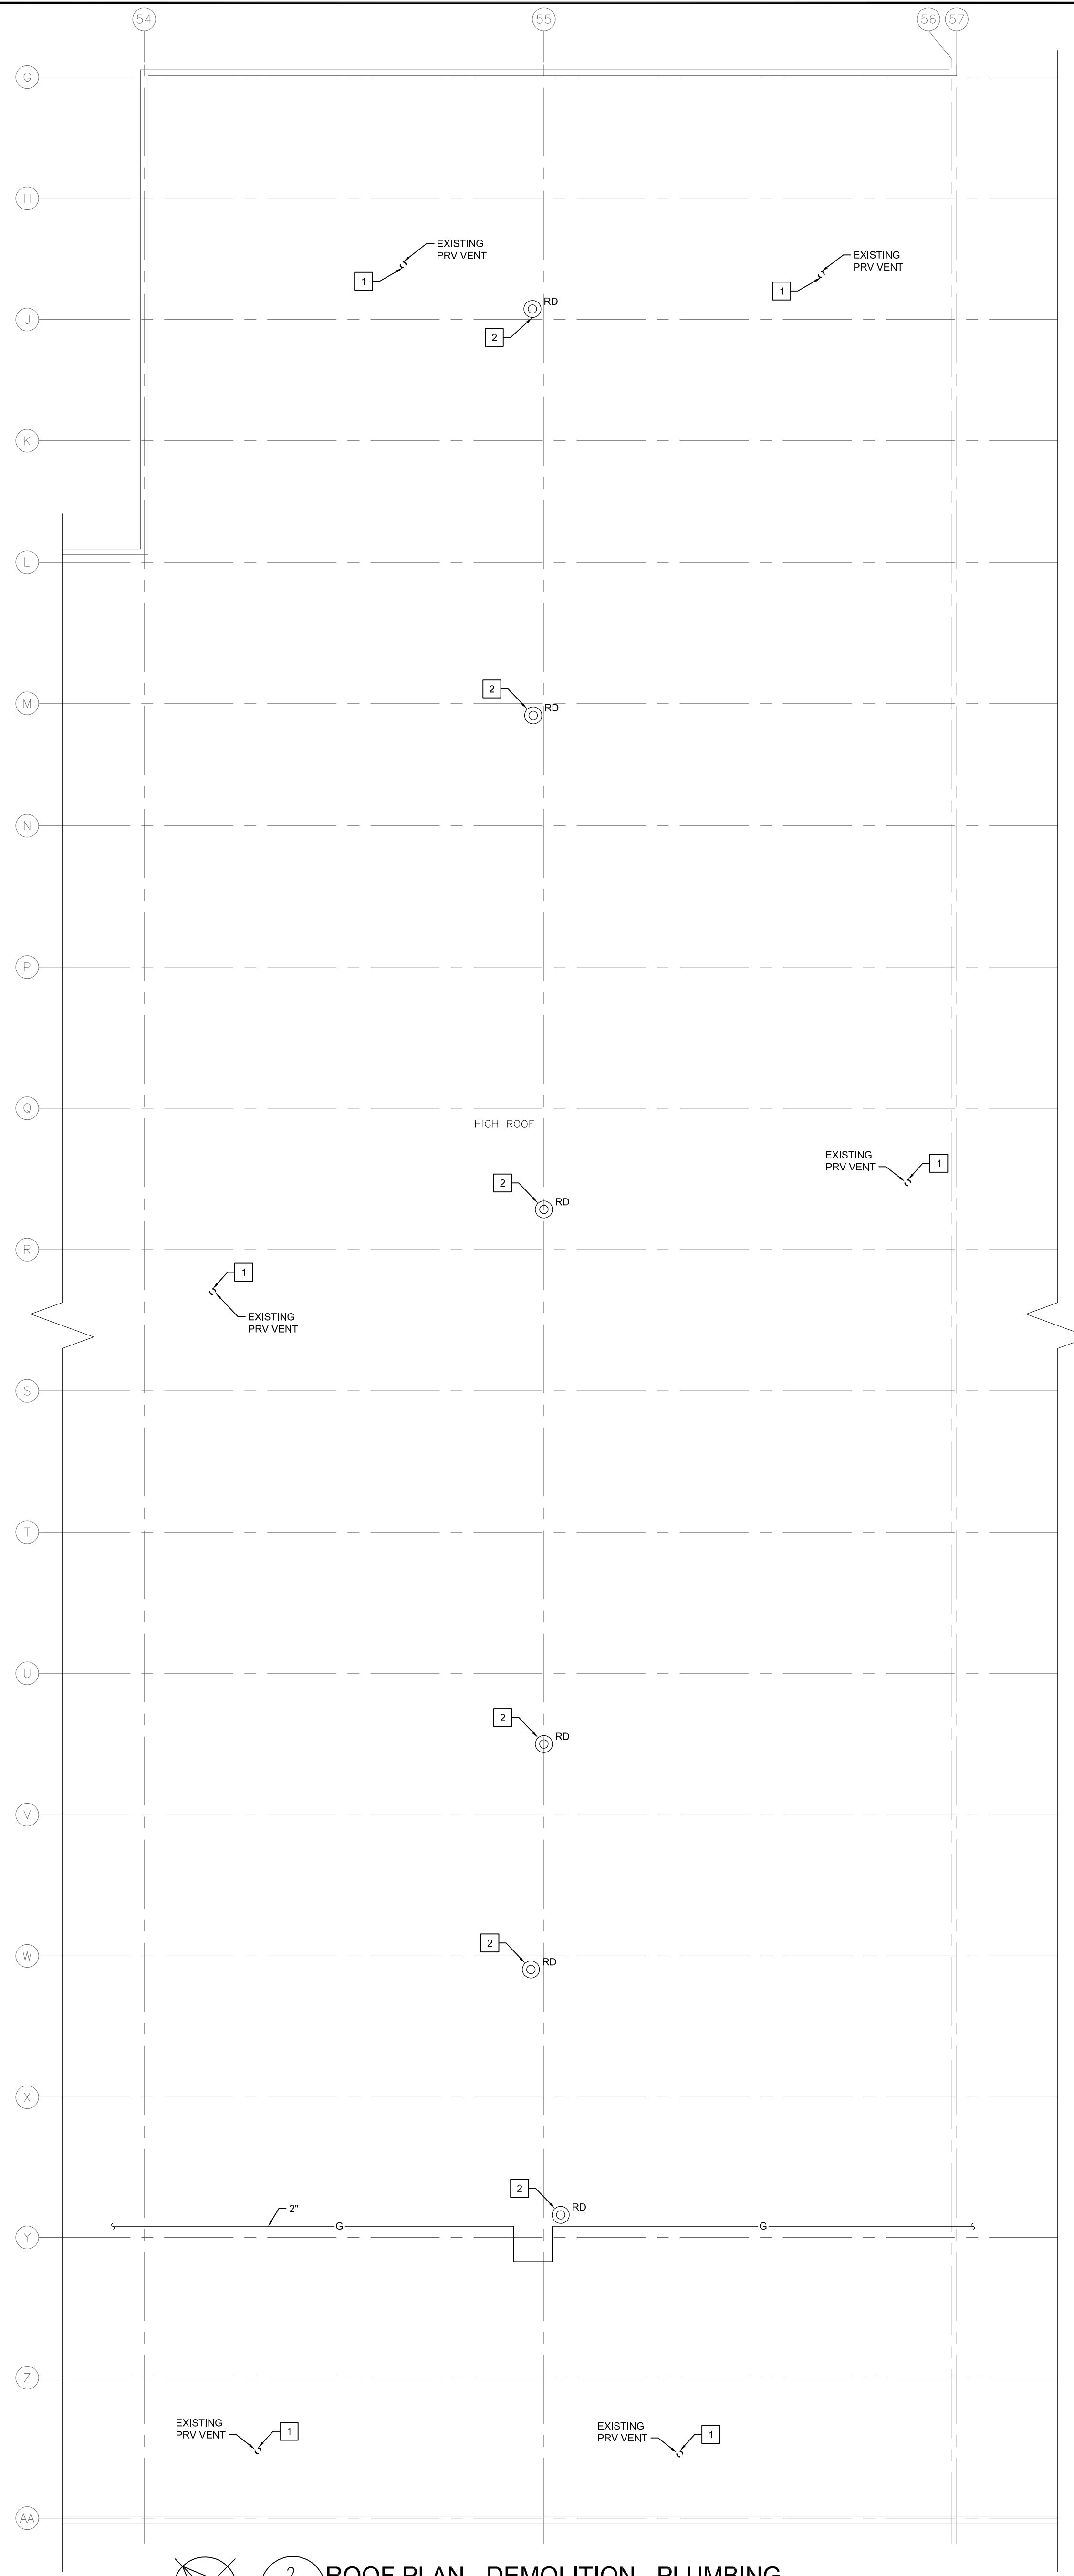 54
55
56
57
G
H
EXISTING
PRV VENT
1
EXISTING
PRV VENT
1
RD
J
2
K
L
2
M
RD
N
P
Q
HIGH ROOF
EXISTING
PRV VENT
1
2
RD
R
1
EXISTING
PRV VENT
S
T
U
2
RD
V
2
W
RD
X
2
RD
2"
G
G
Y
Z
EXISTING
PRV VENT
1
EXISTING
PRV VENT
1
AA
2
ROOF PLAN - DEMOLITION - PLUMBING